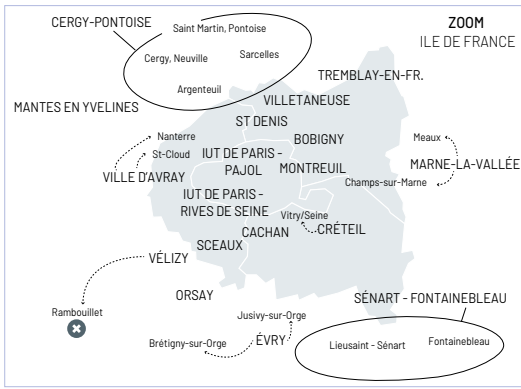 CERGY-PONTOISE
Saint Martin, Pontoise
Cergy, Neuville
Sarcelles
Argenteuil
ZOOM
ILE DE FRANCE
TREMBLAY-EN-FR.
MANTES EN YVELINES
VILLETANEUSE
ST DENIS
BOBIGNY
Nanterre
St-Cloud
VILLE D'AVRAY
IUT DE PARIS -
PAJOL
MONTREUIL
Meaux
MARNE-LA-VALLÉE
Champs-sur-Marne
IUT DE PARIS -
RIVES DE SEINE
Vitry/Seine
CRÉTEIL
CACHAN
SCEAUX
VÉLIZY
ORSAY
Rambouillet
Jusivy-sur-Orge
Brétigny-sur-Orge
ÉVRY
SÉNART - FONTAINEBLEAU
Lieusaint - Sénart
Fontainebleau